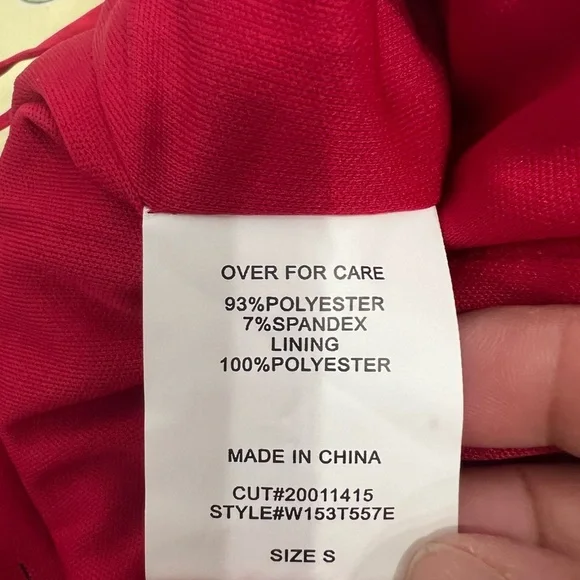 OVER FOR CARE
93%POLYESTER
7%SPANDEX
LINING
100%POLYESTER
MADE IN CHINA
CUT#20011415
STYLE#W153T557E
SIZE S